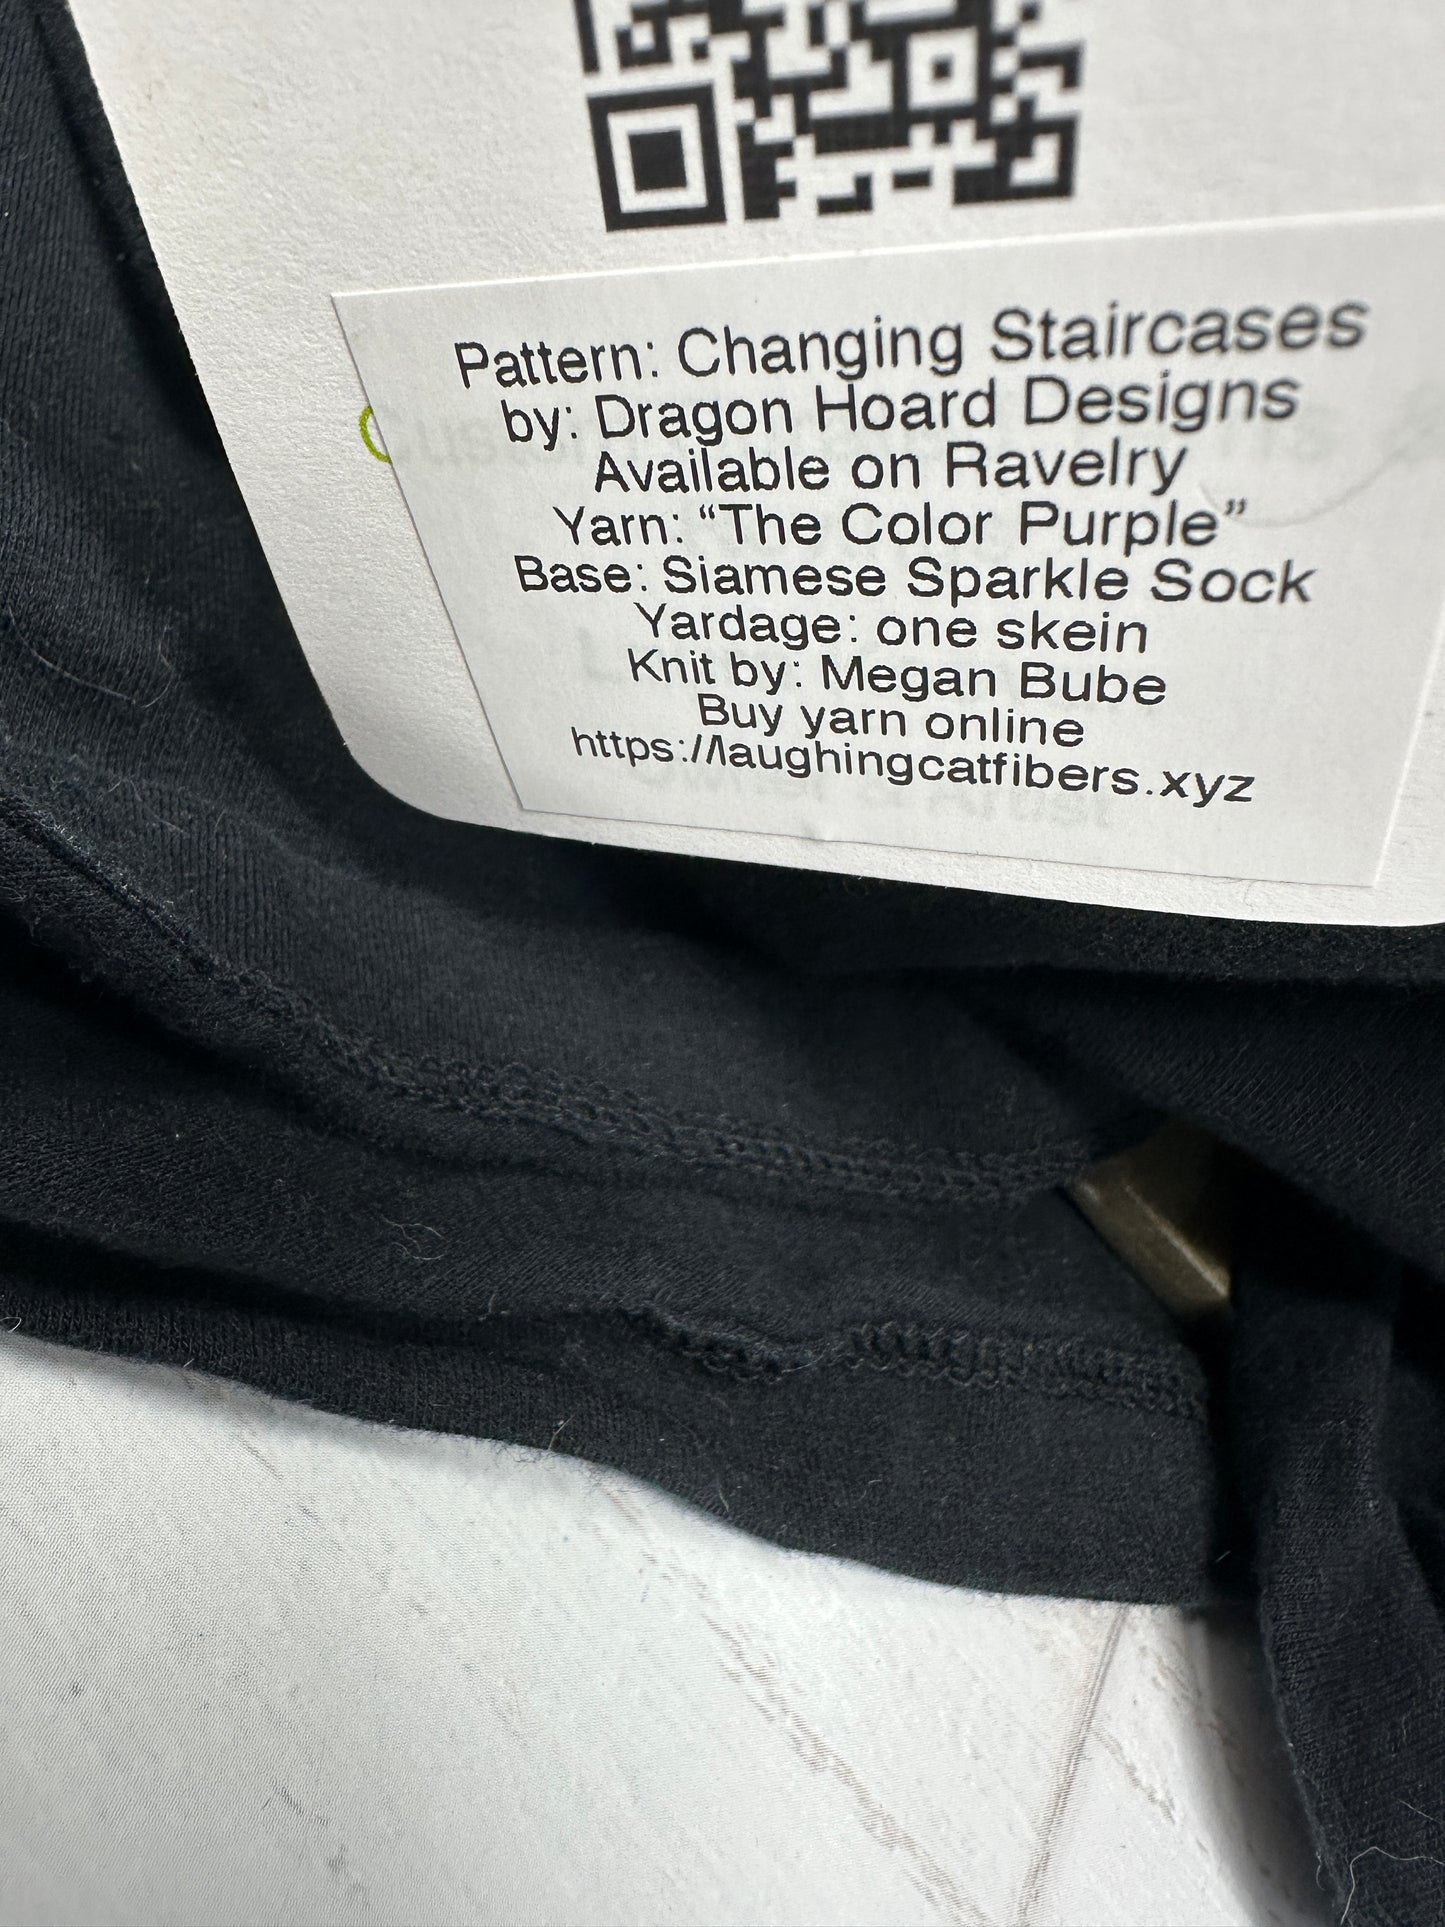 Pattern: Changing Staircases
by: Dragon Hoard Designs
Available on Ravelry
Yarn: “The Color Purple”
Base: Siamese Sparkle Sock
Yardage: one skein
Knit by: Megan Bube
Buy yarn online
https://laughingcatfibers.xyz